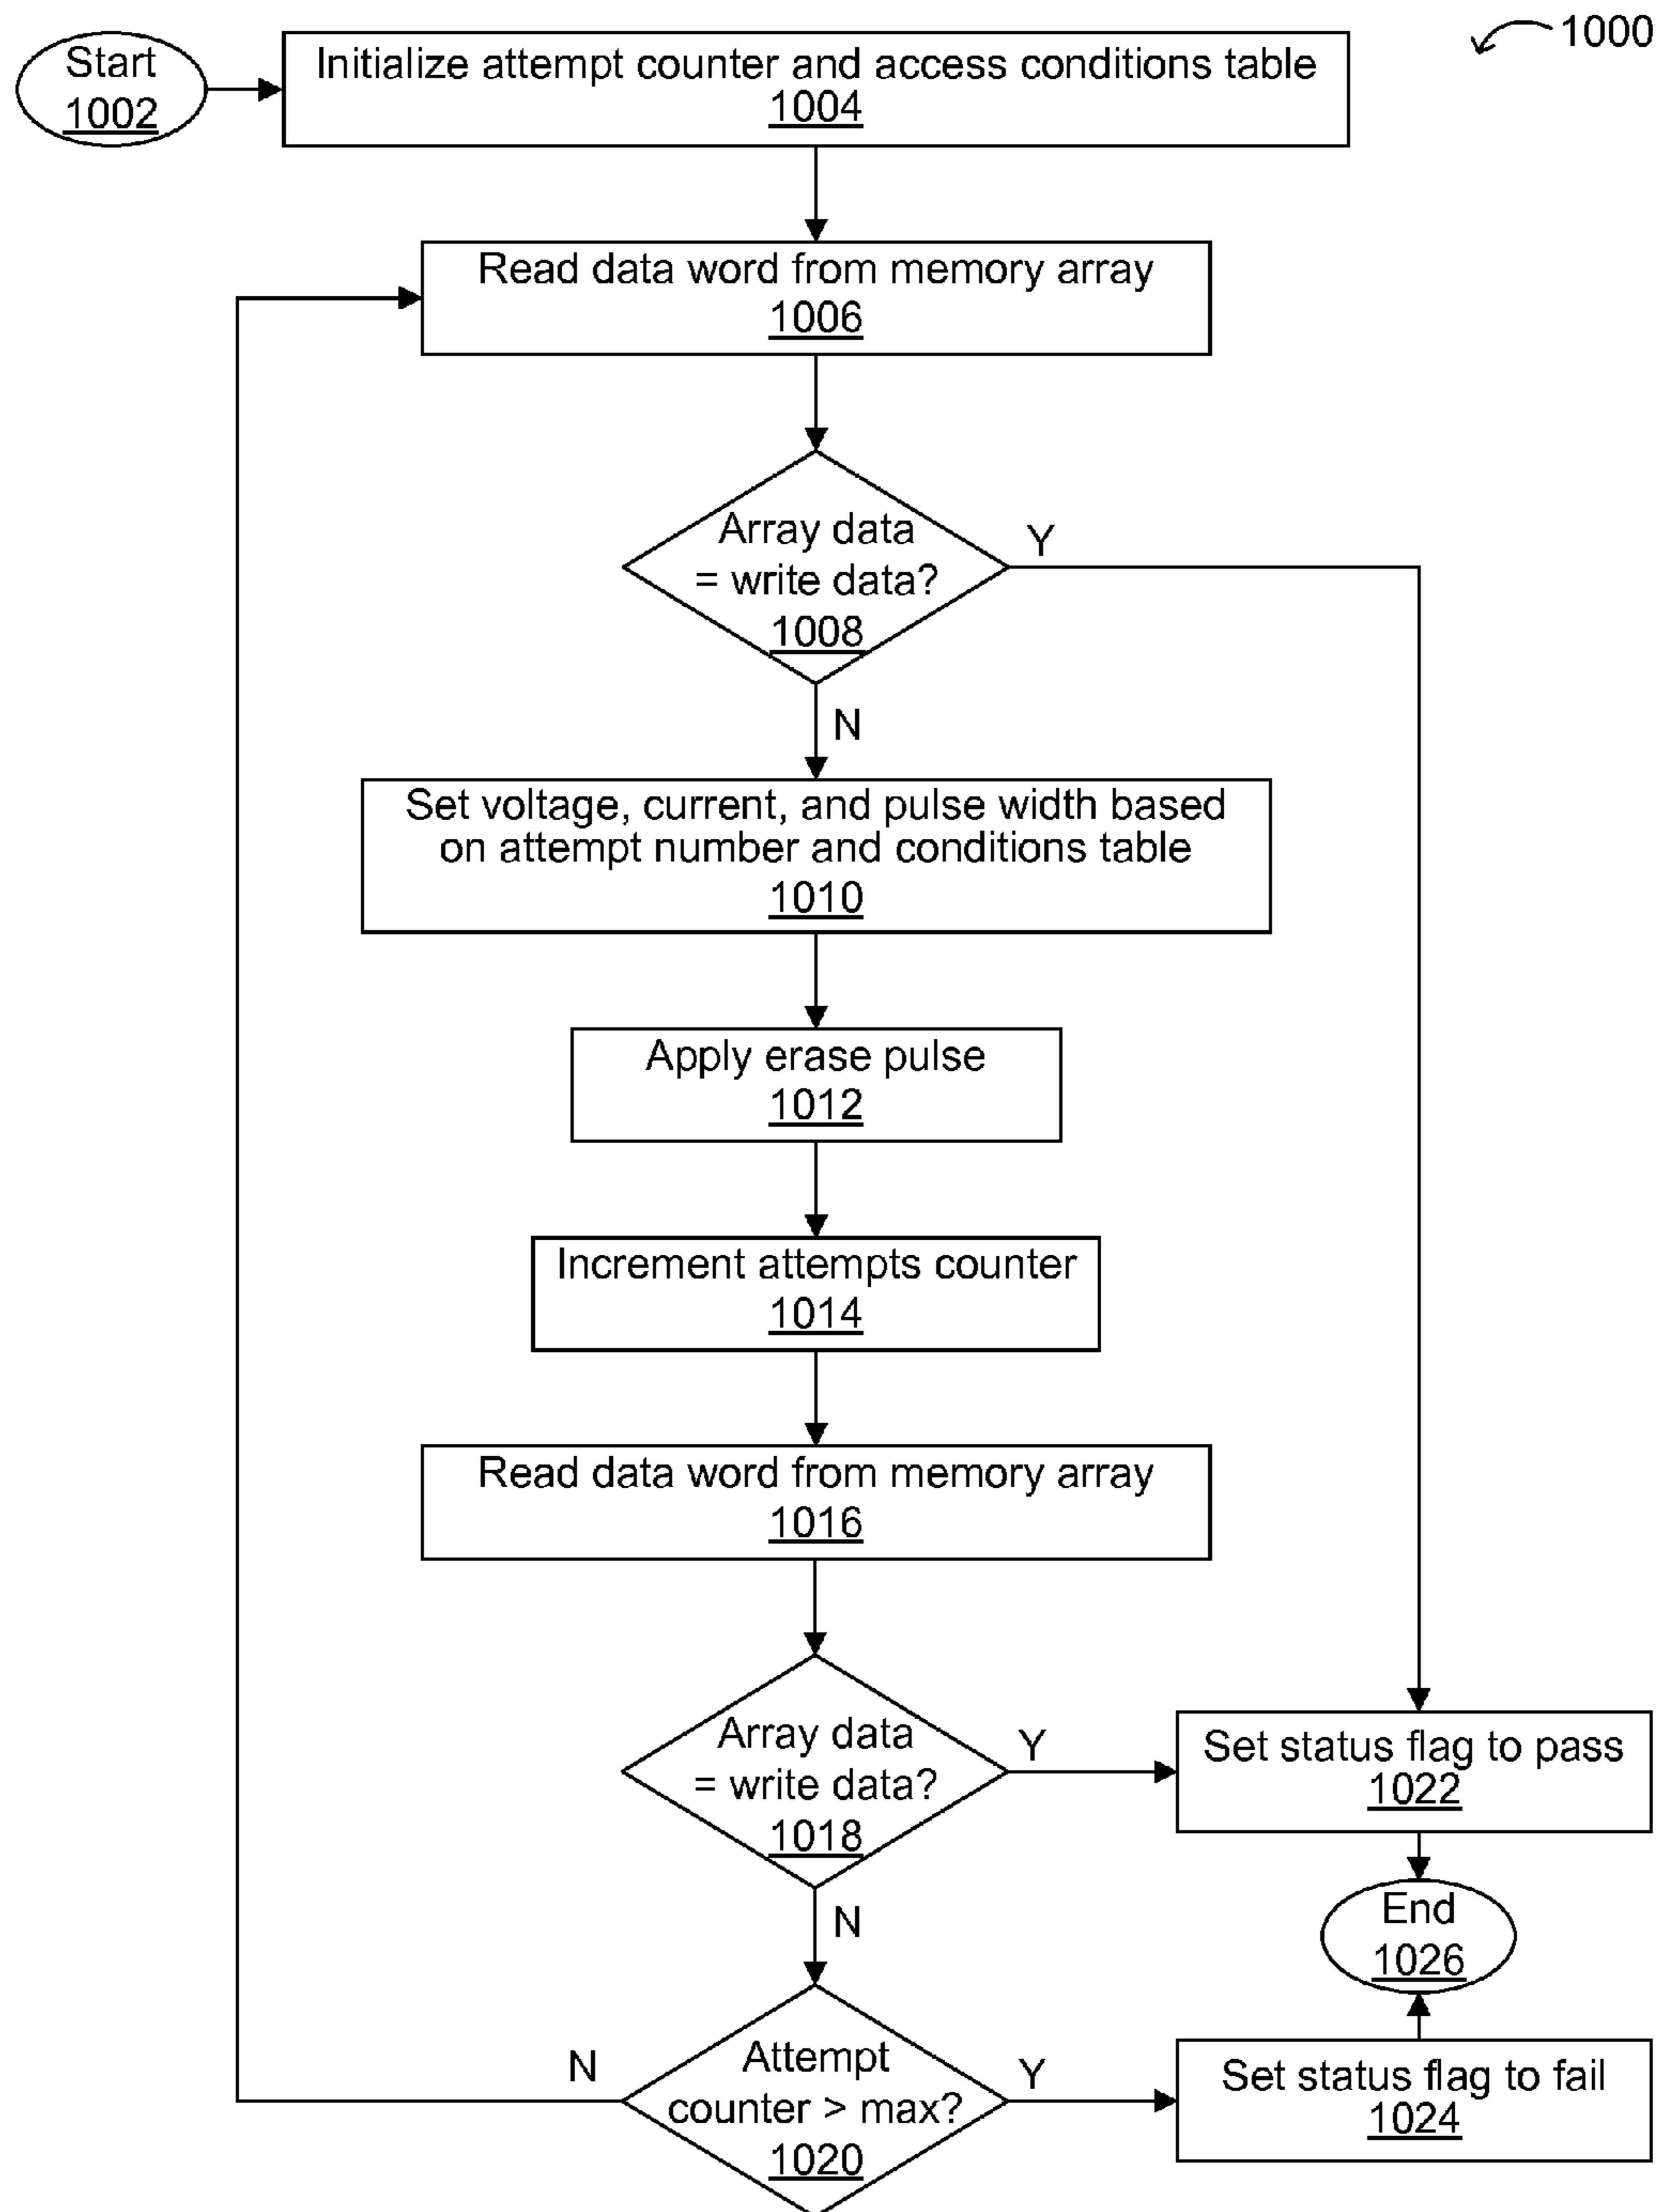 1000
Start
1002
Initialize attempt counter and access conditions table
1004
Read data word from memory array
1006
Array data
= write data?
1008
Y
N
Set voltage, current, and pulse width based
on attempt number and conditions table
1010
Apply erase pulse
1012
Increment attempts counter
1014
Read data word from memory array
1016
Array data
= write data?
1018
Y
N
Set status flag to pass
1022
End
1026
Attempt
counter > max?
1020
N
Y
Set status flag to fail
1024